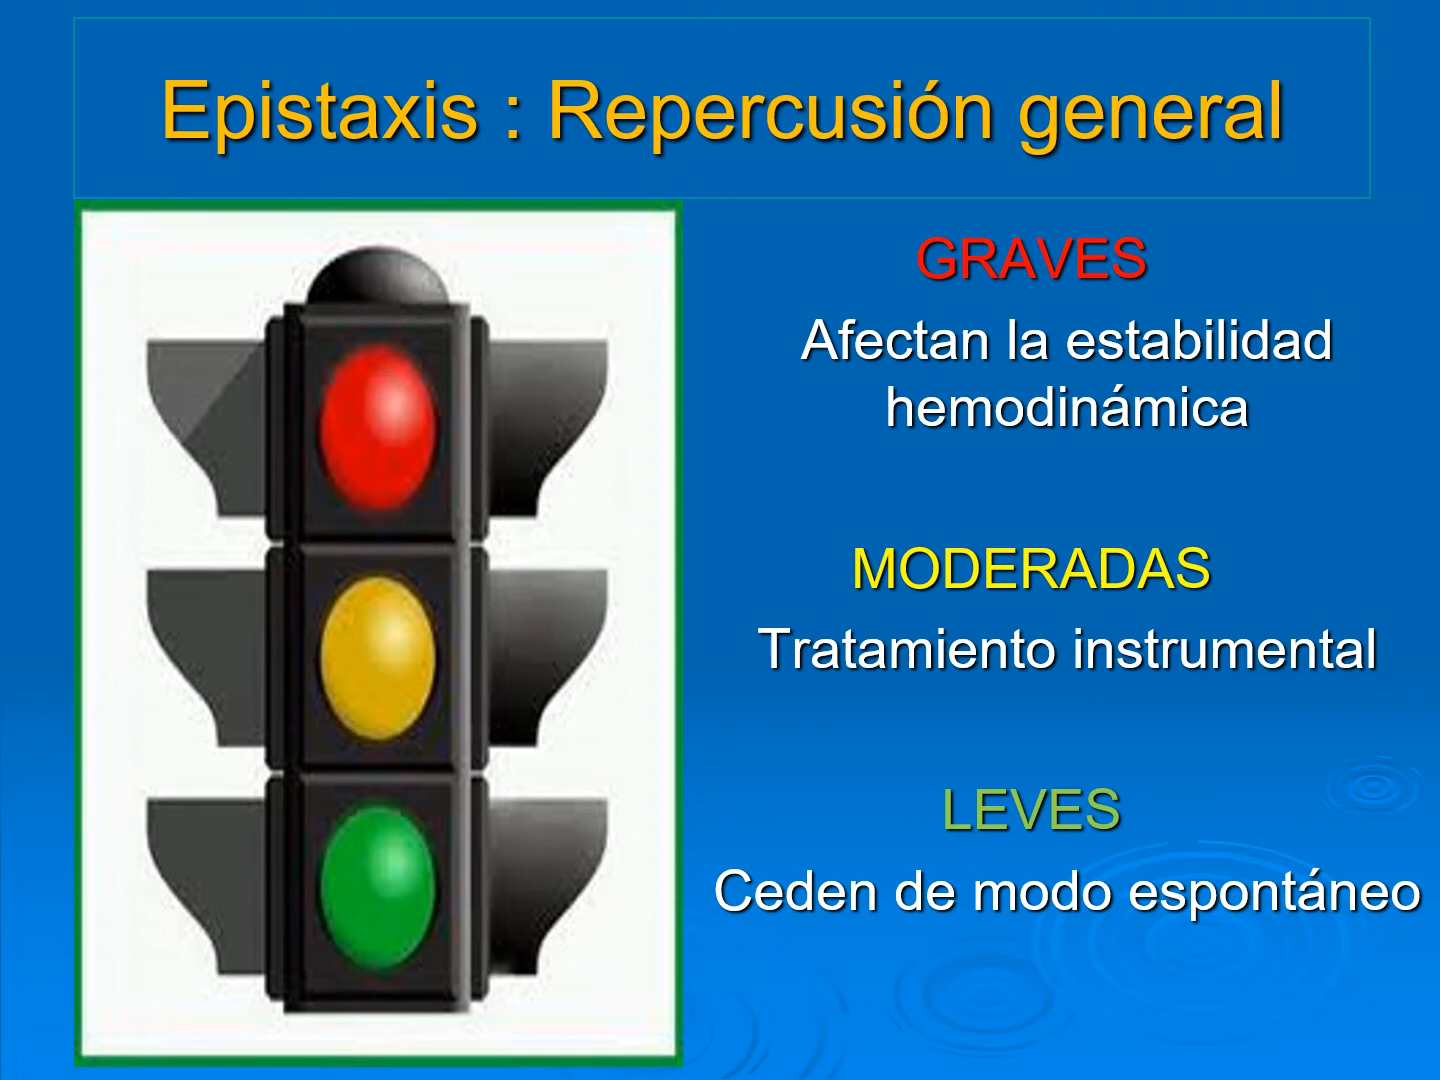 Epistaxis : Repercusión general
GRAVES
Afectan la estabilidad
hemodinámica
MODERADAS
Tratamiento instrumental
LEVES
Ceden de modo espontáneo